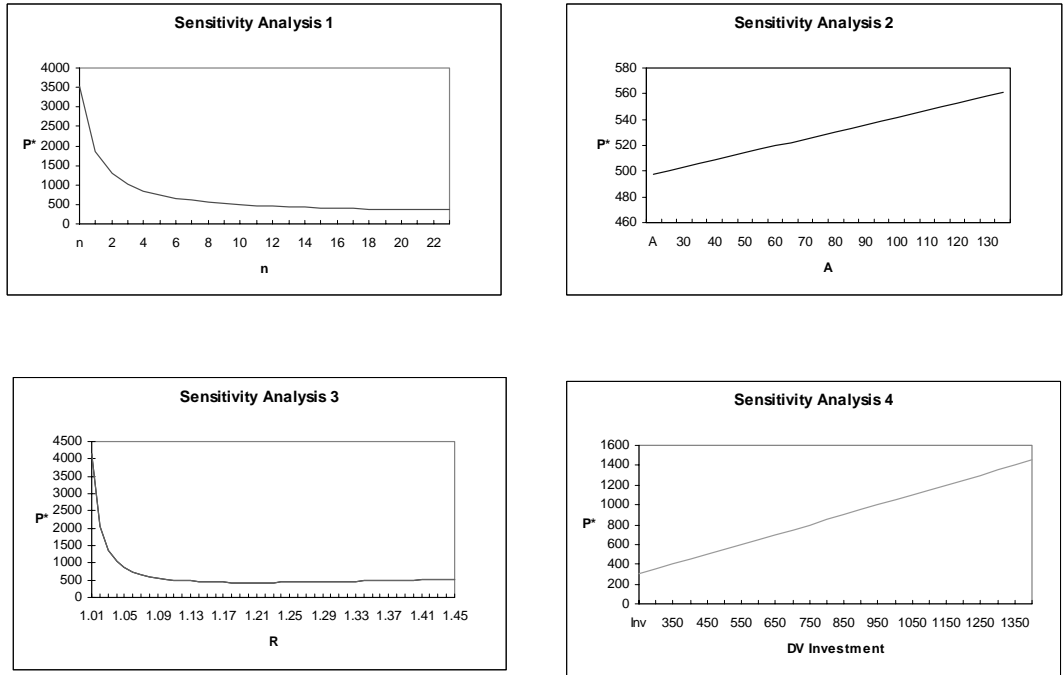 Sensitivity Analysis 1
4000
3500
3000
2500
P*
2000
1500
1000
500
0
n 2 4 6 8 10 12 14 16 18 20 22
n
Sensitivity Analysis 2
580
560
540
P*
520
500
480
460
A 30 40 50 60 70 80 90 100 110 120 130
A
Sensitivity Analysis 3
4500
4000
3500
3000
2500
P*
2000
1500
1000
500
0
1.01 1.05 1.09 1.13 1.17 1.21 1.25 1.29 1.33 1.37 1.41 1.45
R
Sensitivity Analysis 4
1600
1400
1200
1000
P*
800
600
400
200
0
Inv 350 450 550 650 750 850 950 1050 1150 1250 1350
DV Investment